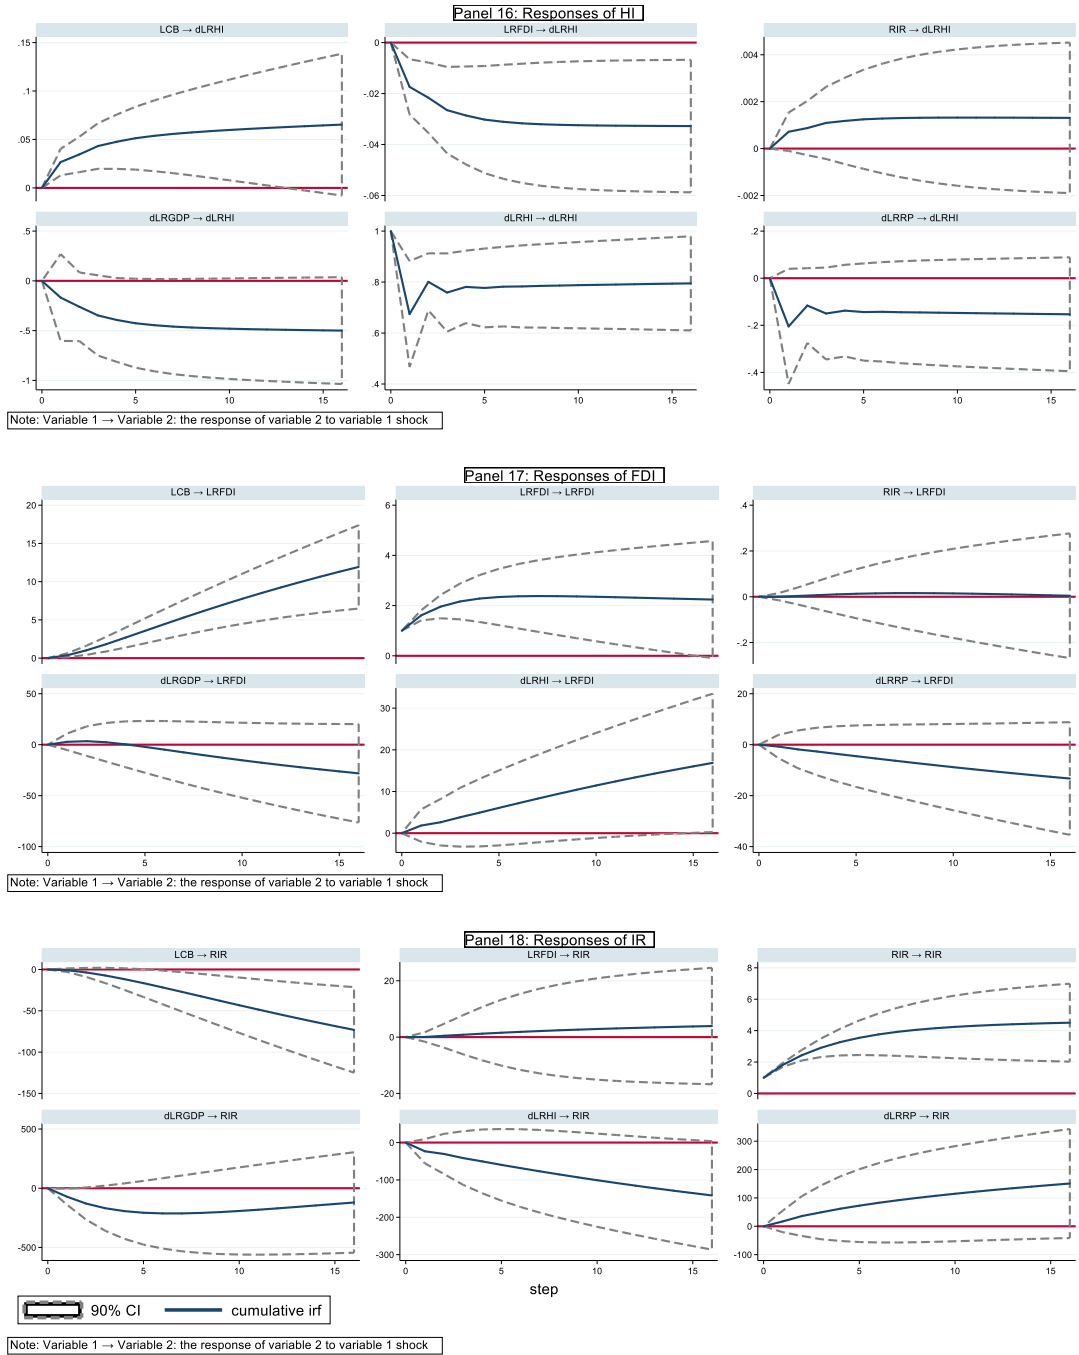 Panel 16: Responses of HI
LCB → dLRHI
LRFDI → dLRHI
RIR → dLRHI
.15
.1
.05
0
0
-.02
-.04
-.06
.004
.002
0
-.002
dLRGDP → dLRHI
dLRHI → dLRHI
dLRRP → dLRHI
.5
0
-.5
-1
1
.8
.6
.4
.2
0
-.2
-.4
0 5 10 15
0 5 10 15
0 5 10 15
Note: Variable 1 → Variable 2: the response of variable 2 to variable 1 shock
Panel 17: Responses of FDI
LCB → LRFDI
LRFDI → LRFDI
RIR → LRFDI
20
15
10
5
0
6
4
2
0
.4
.2
0
-.2
dLRGDP → LRFDI
dLRHI → LRFDI
dLRRP → LRFDI
50
0
-50
-100
30
20
10
0
20
0
-20
-40
0 5 10 15
0 5 10 15
0 5 10 15
Note: Variable 1 → Variable 2: the response of variable 2 to variable 1 shock
Panel 18: Responses of IR
LCB → RIR
LRFDI → RIR
RIR → RIR
0
-50
-100
-150
20
0
-20
8
6
4
2
0
dLRGDP → RIR
dLRHI → RIR
dLRRP → RIR
500
0
-500
0
-100
-200
-300
300
200
100
0
-100
0 5 10 15
0 5 10 15
0 5 10 15
step
90% CI
cumulative irf
Note: Variable 1 → Variable 2: the response of variable 2 to variable 1 shock